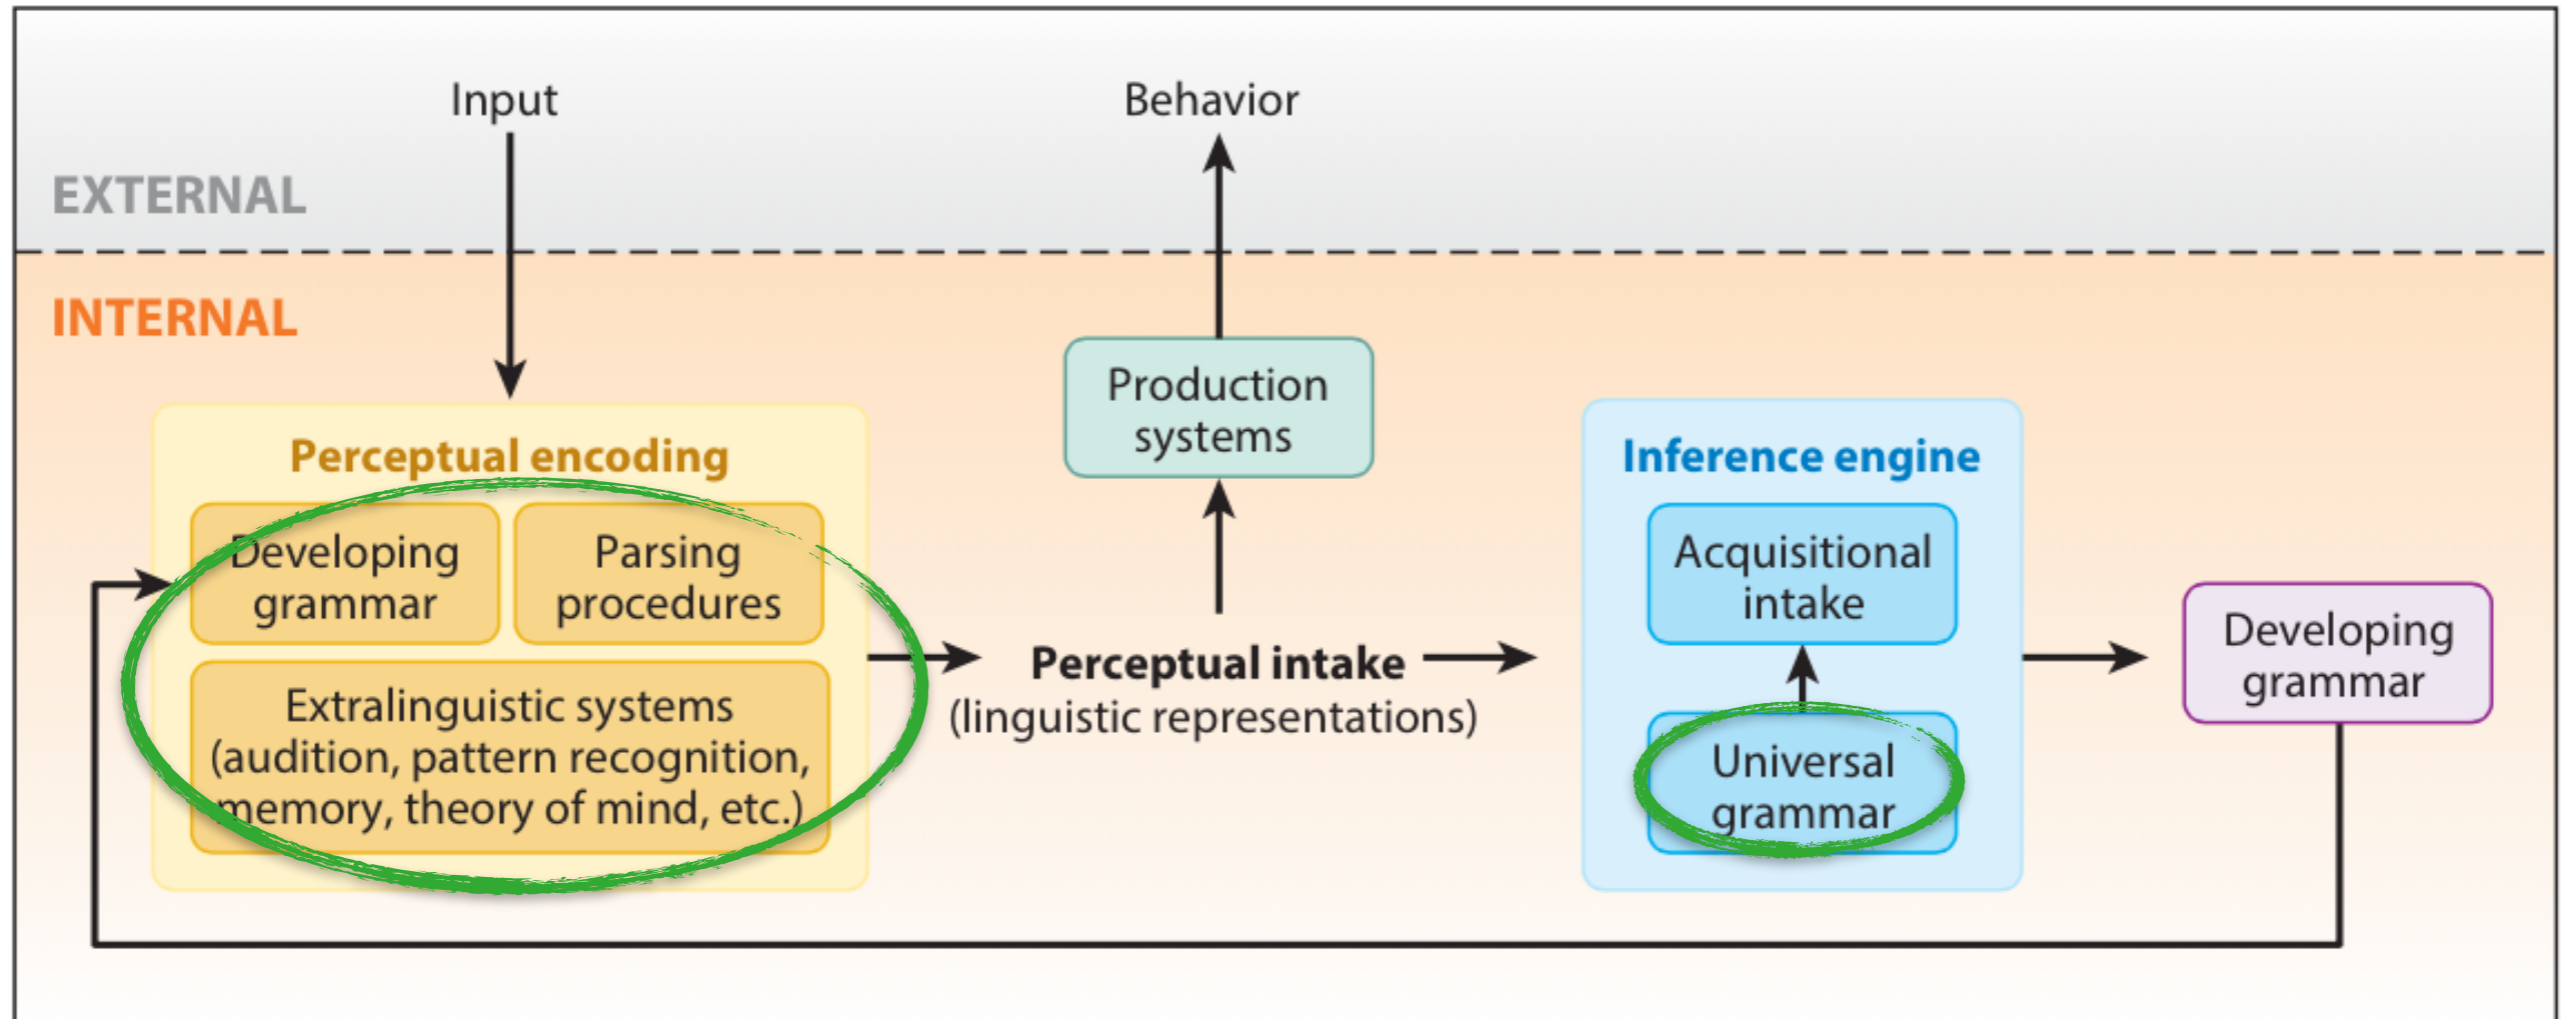 Input
Behavior
EXTERNAL
INTERNAL
Perceptual encoding
Developing
grammar
Parsing
procedures
Extralinguistic systems
(audition, pattern recognition,
memory, theory of mind, etc.)
Production
systems
Perceptual intake
(linguistic representations)
Inference engine
Acquisitional
intake
Universal
grammar
Developing
grammar